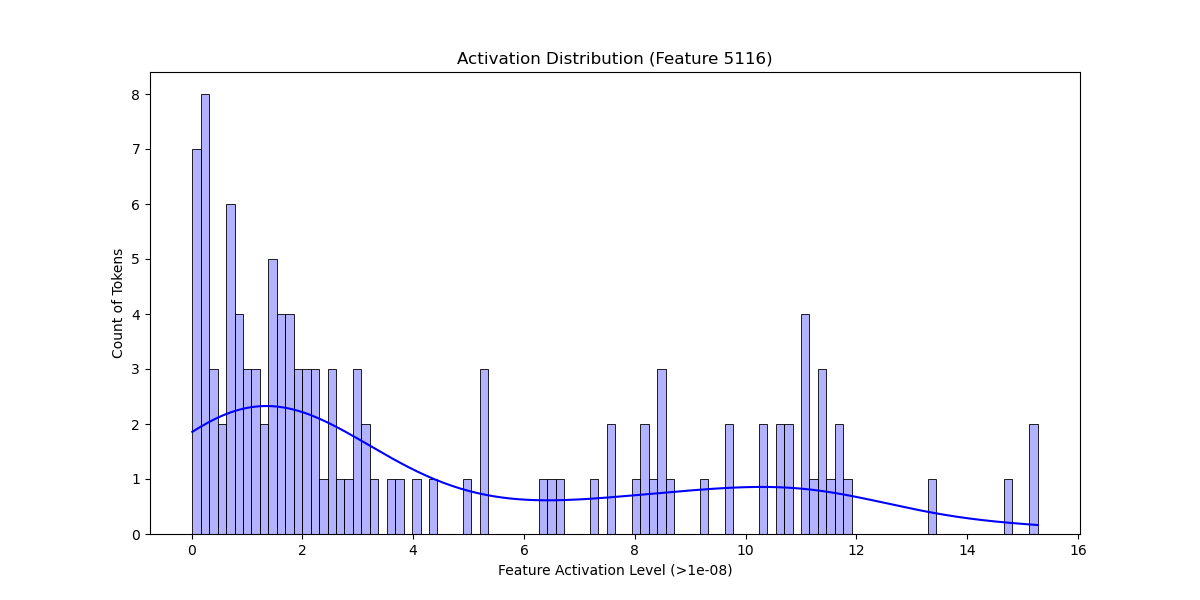 Activation Distribution (Feature 5116)
8
7
6
5
4
3
2
1
0
Count of Tokens
0 2 4 6 8 10 12 14 16
Feature Activation Level (>1e-08)